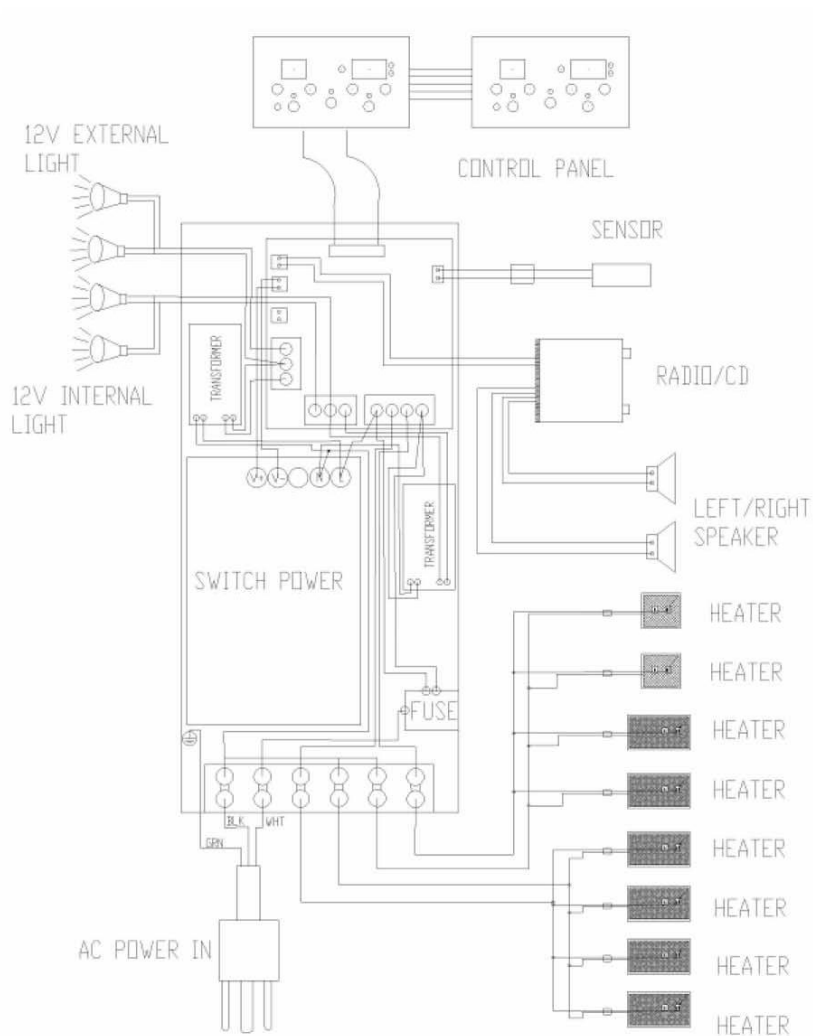 12V EXTERNAL
LIGHT
CONTROL PANEL
SENSOR
TRANSFORMER
12V INTERNAL
LIGHT
RADIO/CD
V+ V- N L
TRANSFORMER
LEFT/RIGHT
SPEAKER
SWITCH POWER
HEATER
HEATER
FUSE
HEATER
HEATER
BLK WHT
GRN
HEATER
HEATER
AC POWER IN
HEATER
HEATER